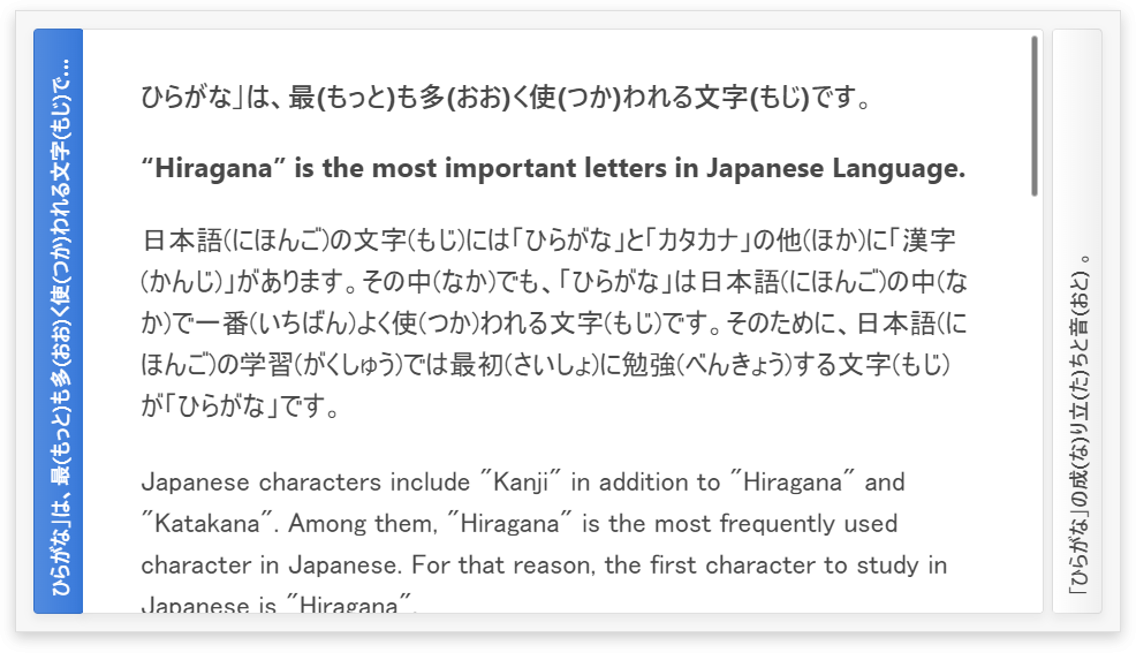 ひらがな」は、最(もっと)も多(おお)く使(つか)われる文字(もじ)で...
ひらがな」は、最(もっと)も多(おお)く使(つか)われる文字(もじ)です。
“Hiragana” is the most important letters in Japanese Language.
日本語(にほんご)の文字(もじ)には「ひらがな」と「カタカナ」の他(ほか)に「漢字
(かんじ)」があります。その中(なか)でも、「ひらがな」は日本語(にほんご)の中(な
か)で一番(いちばん)よく使(つか)われる文字(もじ)です。そのために、日本語(に
ほんご)の学習(がくしゅう)では最初(さいしょ)に勉強(べんきょう)する文字(もじ)
が「ひらがな」です。
Japanese characters include "Kanji" in addition to "Hiragana" and
"Katakana". Among them, "Hiragana" is the most frequently used
character in Japanese. For that reason, the first character to study in
Japanese is "Hiragana".
「ひらがな」の成(な)り立(た)ちと音(おと) 。